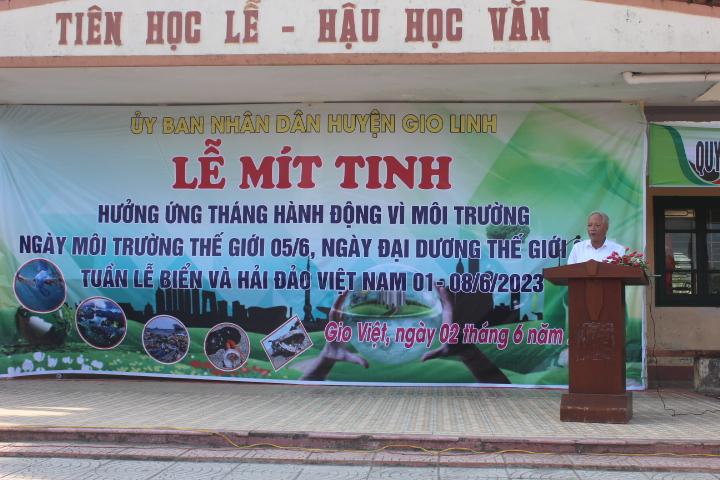 TIÊN HỌC LỄ - HẬU HỌC VĂN
ỦY BAN NHÂN DÂN HUYỆN GIO LINH
LỄ MÍT TINH
HƯỞNG ỨNG THÁNG HÀNH ĐỘNG VÌ MÔI TRƯỜNG
NGÀY MÔI TRƯỜNG THẾ GIỚI 05/6, NGÀY ĐẠI DƯƠNG THẾ GIỚI
TUẦN LỄ BIỂN VÀ HẢI ĐẢO VIỆT NAM 01 - 08/6/2023
Gio Việt, ngày 02 tháng 6 năm